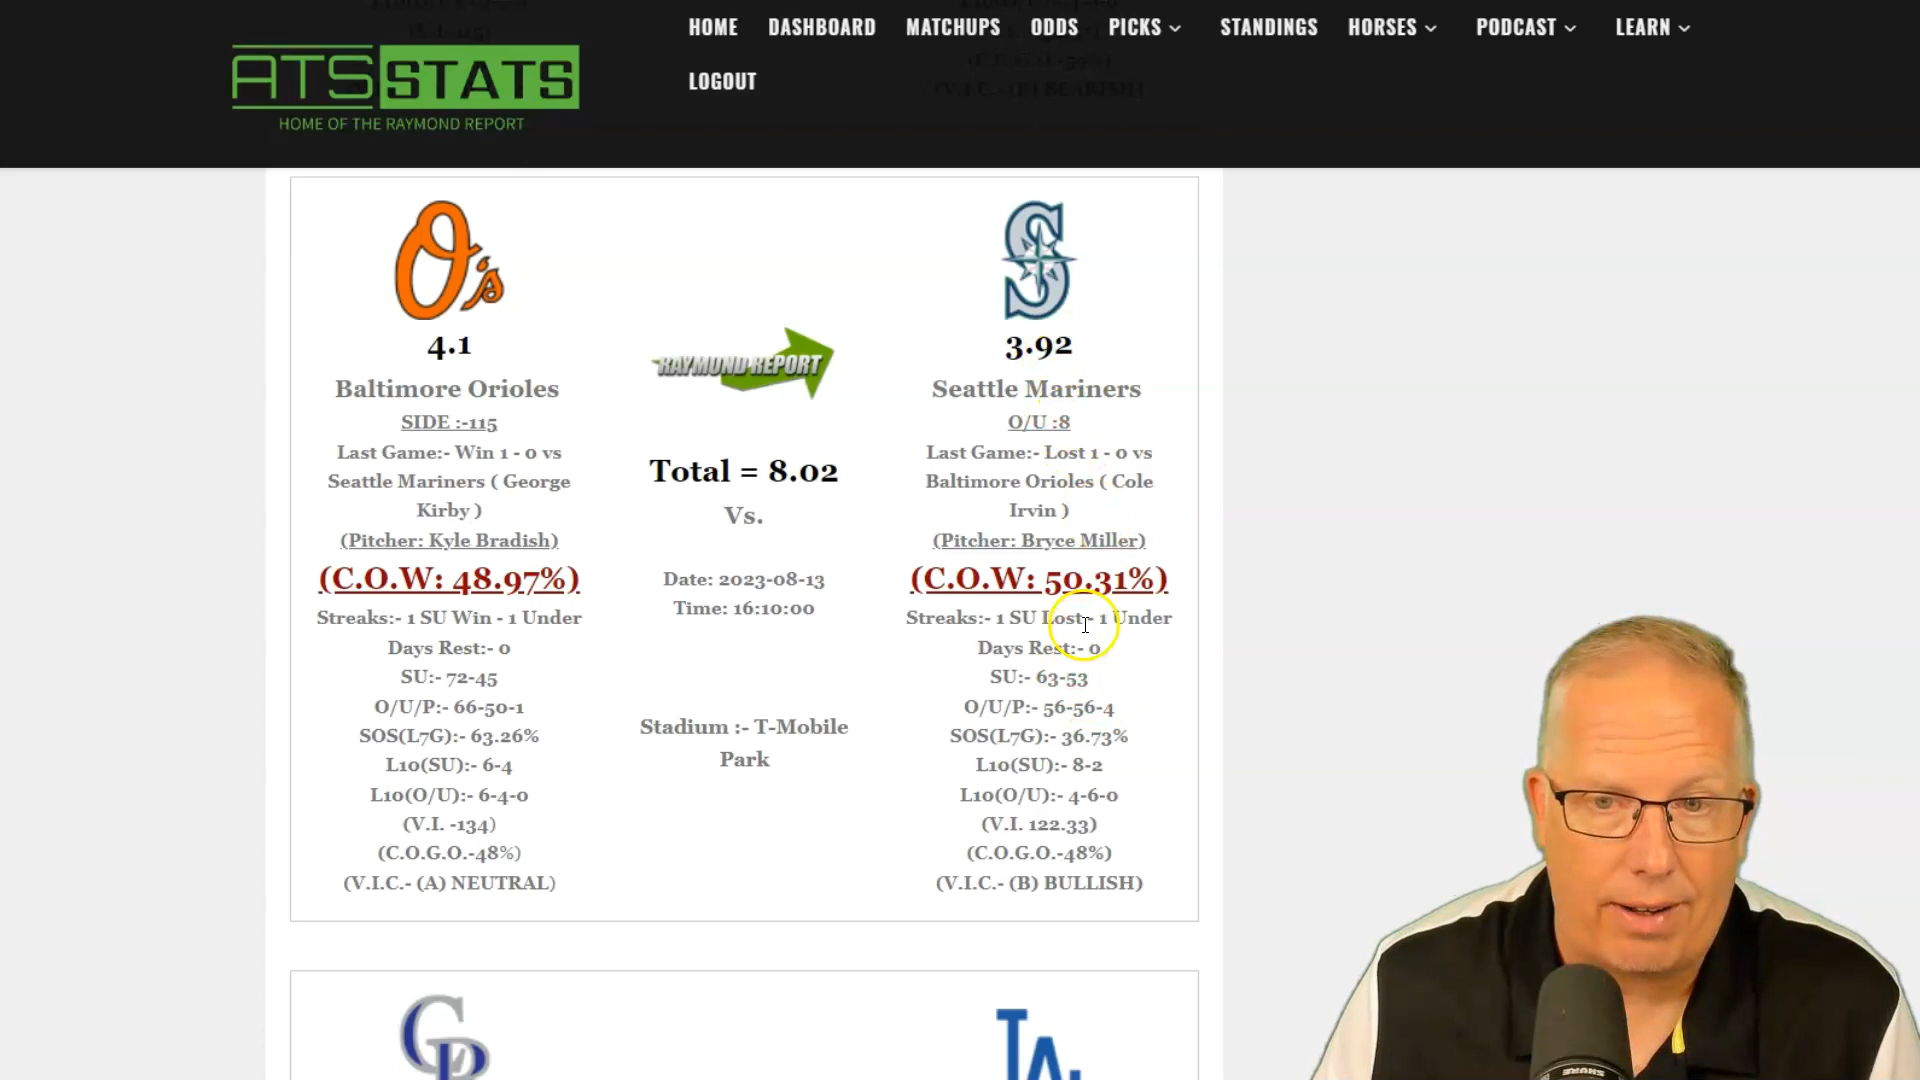 HOME DASHBOARD MATCHUPS ODDS PICKS STANDINGS HORSES PODCAST LEARN
LOGOUT
ATS STATS
HOME OF THE RAYMOND REPORT
(V.I.C.- (B) BEARISH)
O's
S
4.1
3.92
RAYMOND REPORT
Baltimore Orioles
Seattle Mariners
SIDE :-115
O/U :8
Last Game:- Win 1 - 0 vs
Seattle Mariners ( George
Kirby )
Last Game:- Lost 1 - 0 vs
Baltimore Orioles ( Cole
Irvin )
Total = 8.02
Vs.
(Pitcher: Kyle Bradish)
(Pitcher: Bryce Miller)
(C.O.W: 48.97%)
(C.O.W: 50.31%)
Date: 2023-08-13
Time: 16:10:00
Streaks:- 1 SU Win - 1 Under
Days Rest:- 0
SU:- 72-45
O/U/P:- 66-50-1
SOS(L7G):- 63.26%
L10(SU):- 6-4
L10(O/U):- 6-4-0
(V.I. -134)
(C.O.G.O.-48%)
(V.I.C.- (A) NEUTRAL)
Stadium :- T-Mobile
Park
Streaks:- 1 SU Lost - 1 Under
Days Rest:- 0
SU:- 63-53
O/U/P:- 56-56-4
SOS(L7G):- 36.73%
L10(SU):- 8-2
L10(O/U):- 4-6-0
(V.I. 122.33)
(C.O.G.O.-48%)
(V.I.C.- (B) BULLISH)
CR
LA
SHURE